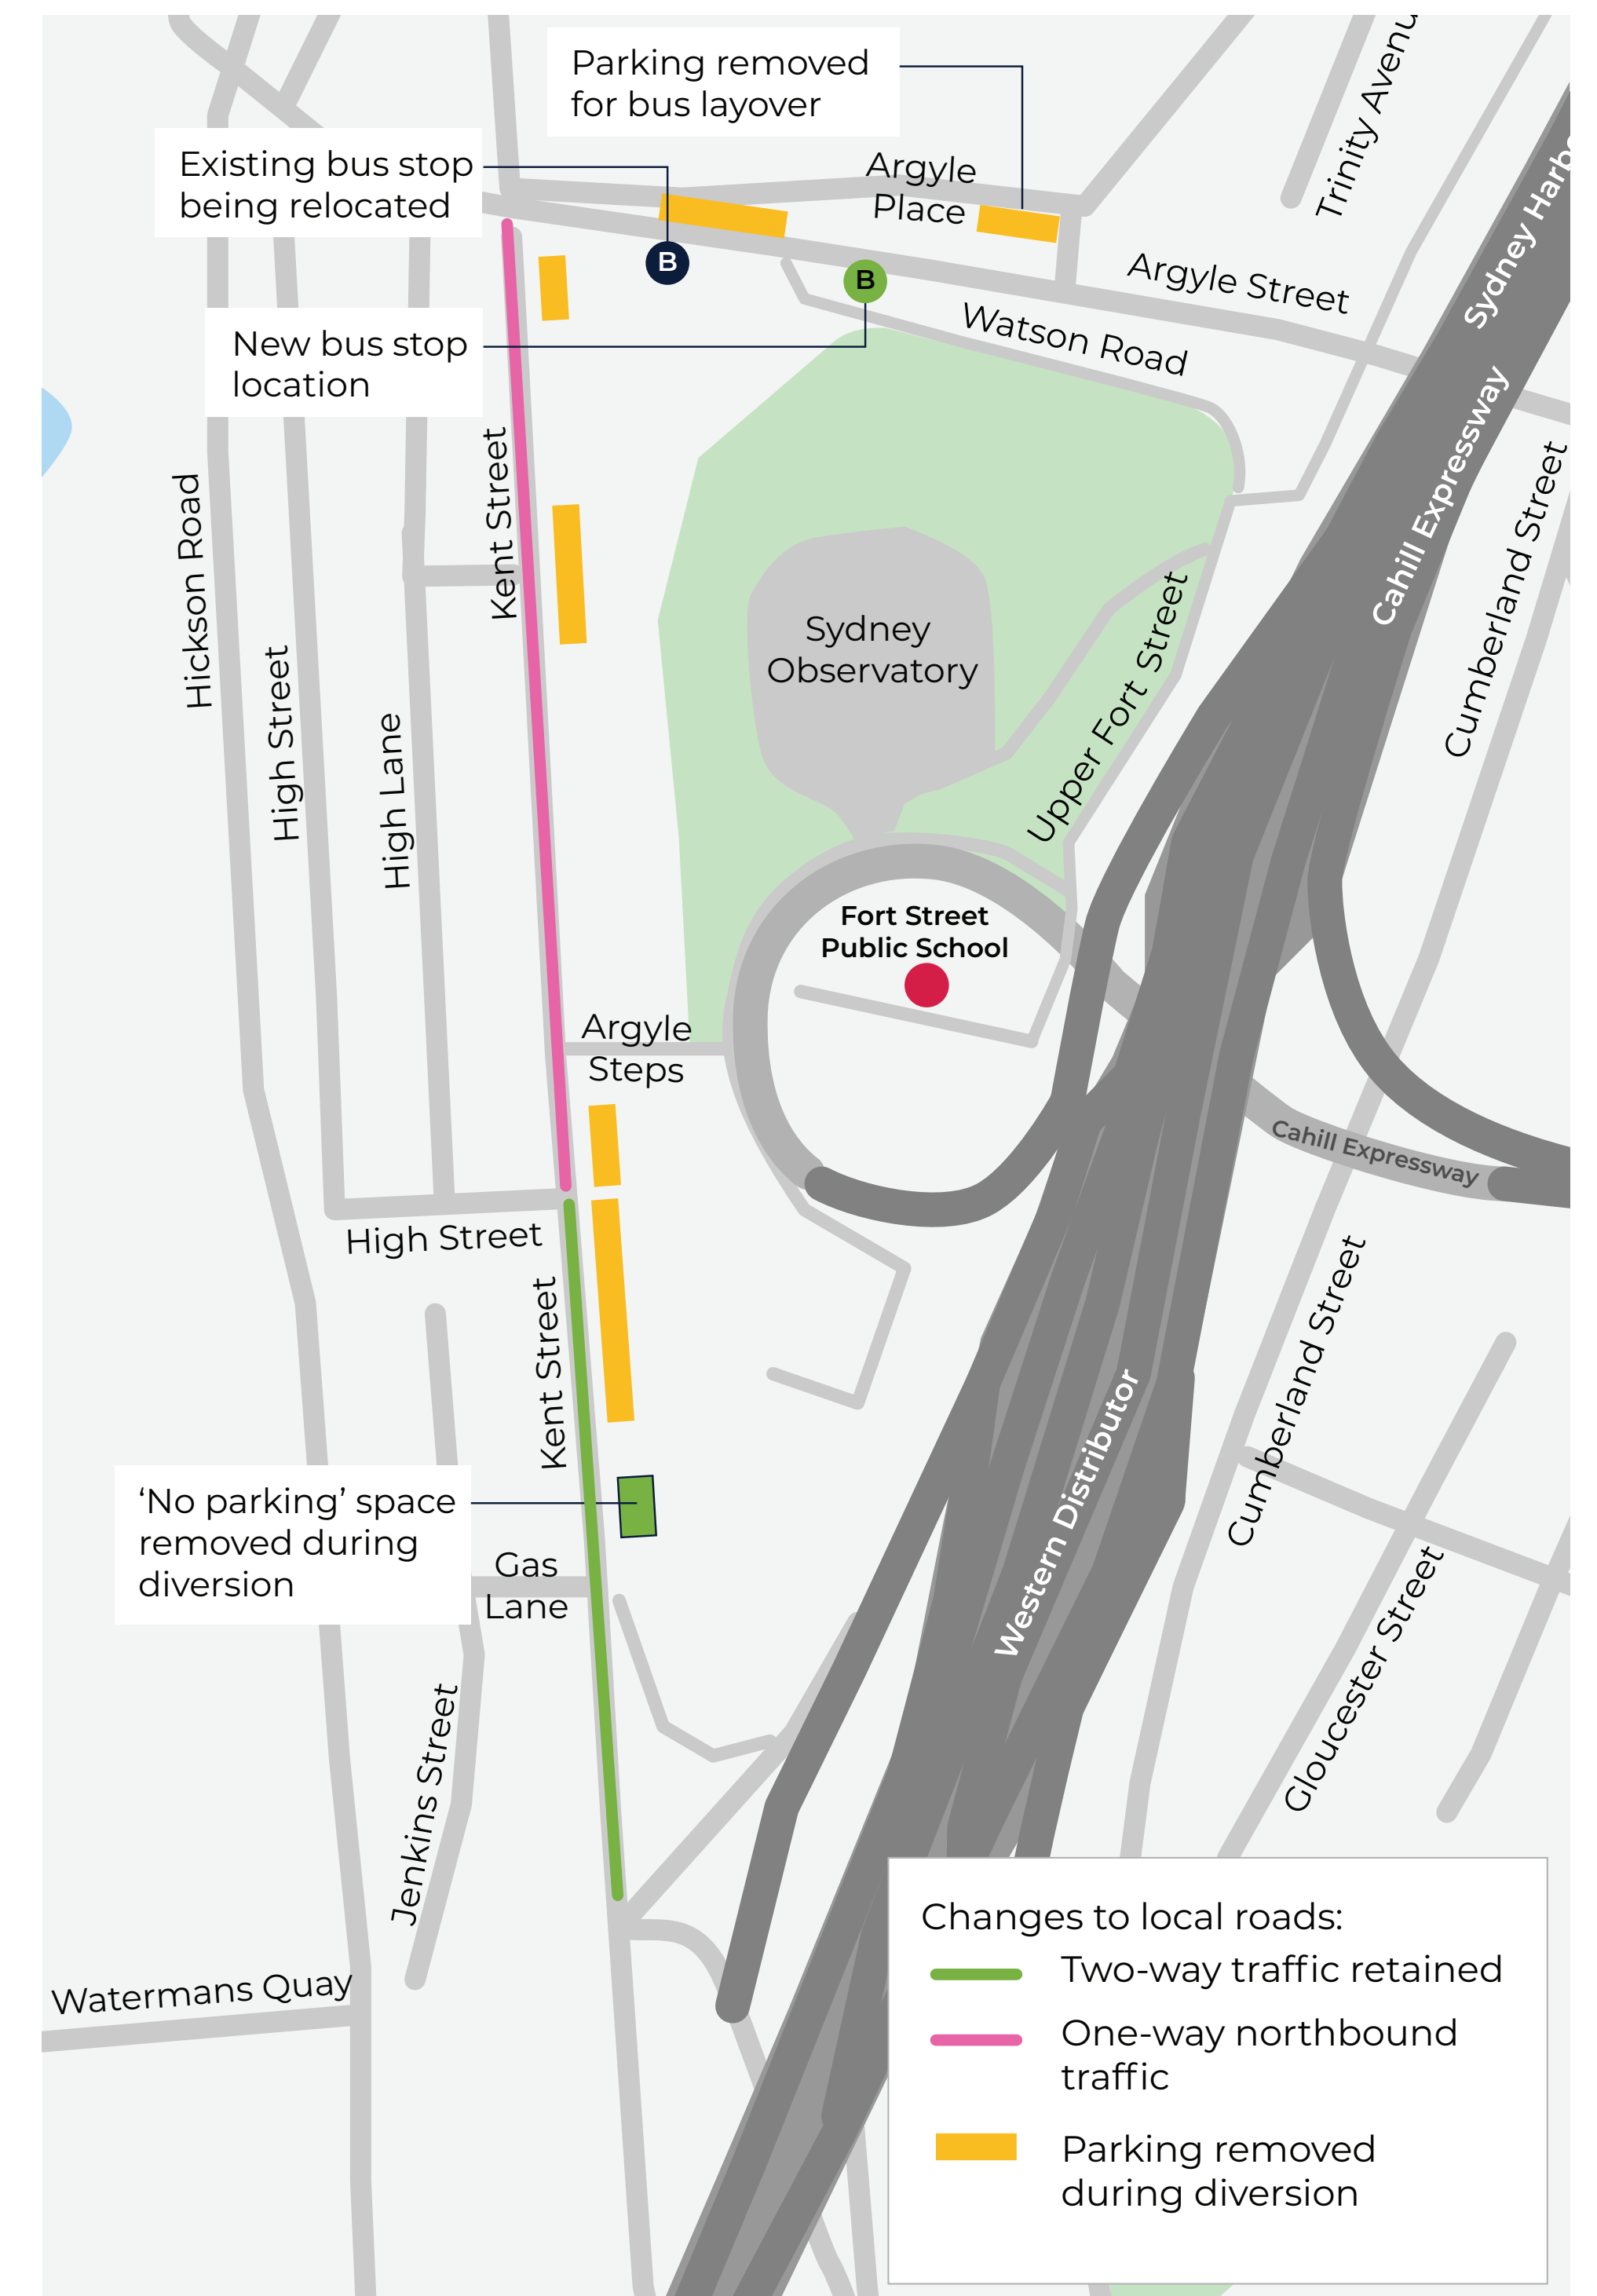 Parking removed
for bus layover
Trinity Avenu
Existing bus stop
being relocated
Argyle
Place
Sydney Harbo
B
B
Argyle Street
Watson Road
New bus stop
location
Cahill Expressway
Cumberland Street
Kent Street
Hickson Road
High Street
High Lane
Sydney
Observatory
Upper Fort Street
Fort Street
Public School
Argyle
Steps
Cahill Expressway
High Street
Kent Street
Cumberland Street
Western Distributor
‘No parking’ space
removed during
diversion
Gas
Lane
Gloucester Street
Jenkins Street
Watermans Quay
Changes to local roads:
Two-way traffic retained
One-way northbound
traffic
Parking removed
during diversion